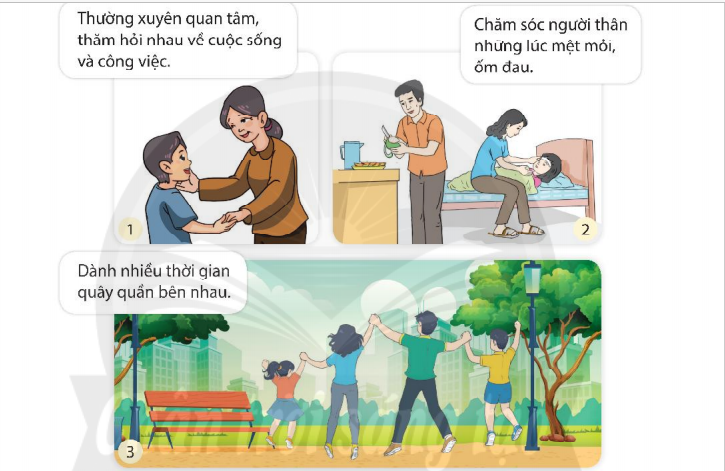 Thường xuyên quan tâm,
thăm hỏi nhau về cuộc sống
và công việc.
Chăm sóc người thân
những lúc mệt mỏi,
ốm đau.
1
2
Dành nhiều thời gian
quây quần bên nhau.
3